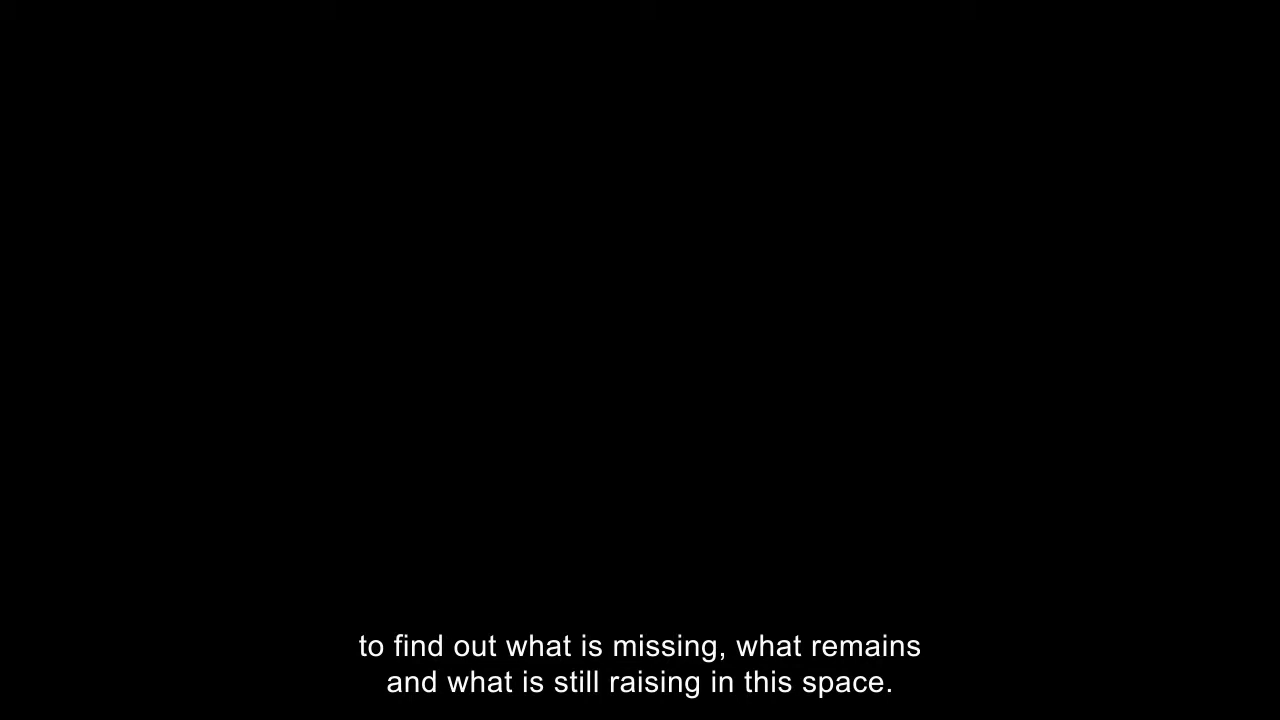 to find out what is missing, what remains
and what is still raising in this space.